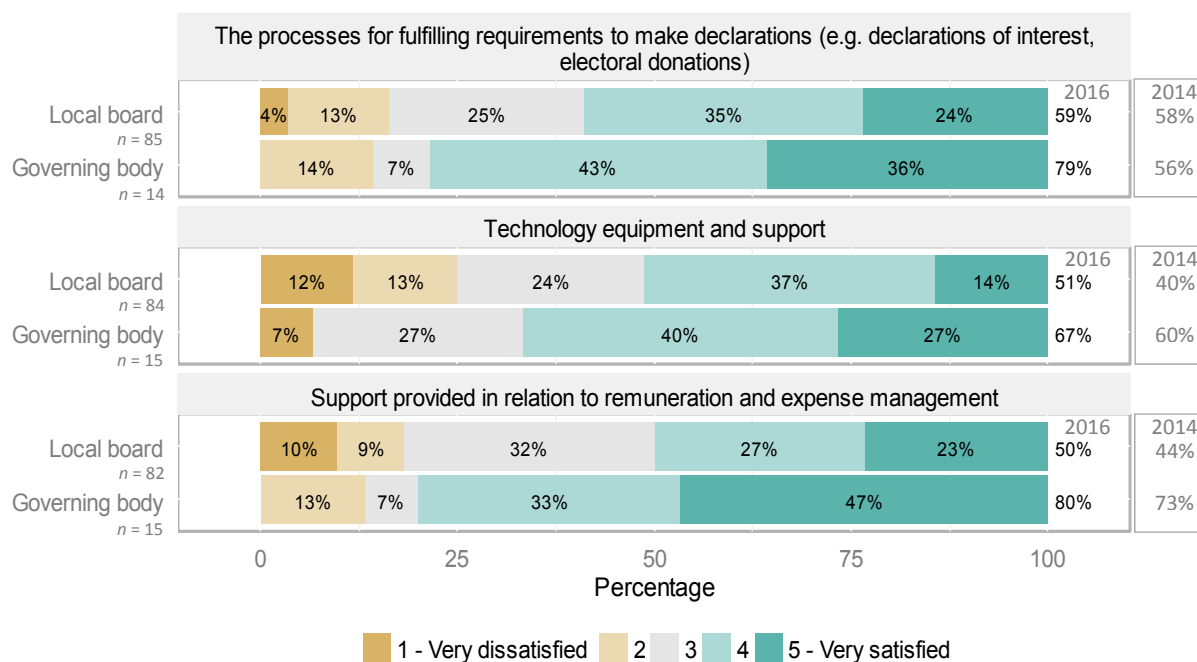 The processes for fulfilling requirements to make declarations (e.g. declarations of interest,
electoral donations)
2016 2014
Local board 4% 13% 25% 35% 24% 59% 58%
n = 85
Governing body 14% 7% 43% 36% 79% 56%
n = 14
Technology equipment and support
2016 2014
Local board 12% 13% 24% 37% 14% 51% 40%
n = 84
Governing body 7% 27% 40% 27% 67% 60%
n = 15
Support provided in relation to remuneration and expense management
2016 2014
Local board 10% 9% 32% 27% 23% 50% 44%
n = 82
Governing body 13% 7% 33% 47% 80% 73%
n = 15
0 25 50 75 100
Percentage
1 - Very dissatisfied 2 3 4 5 - Very satisfied